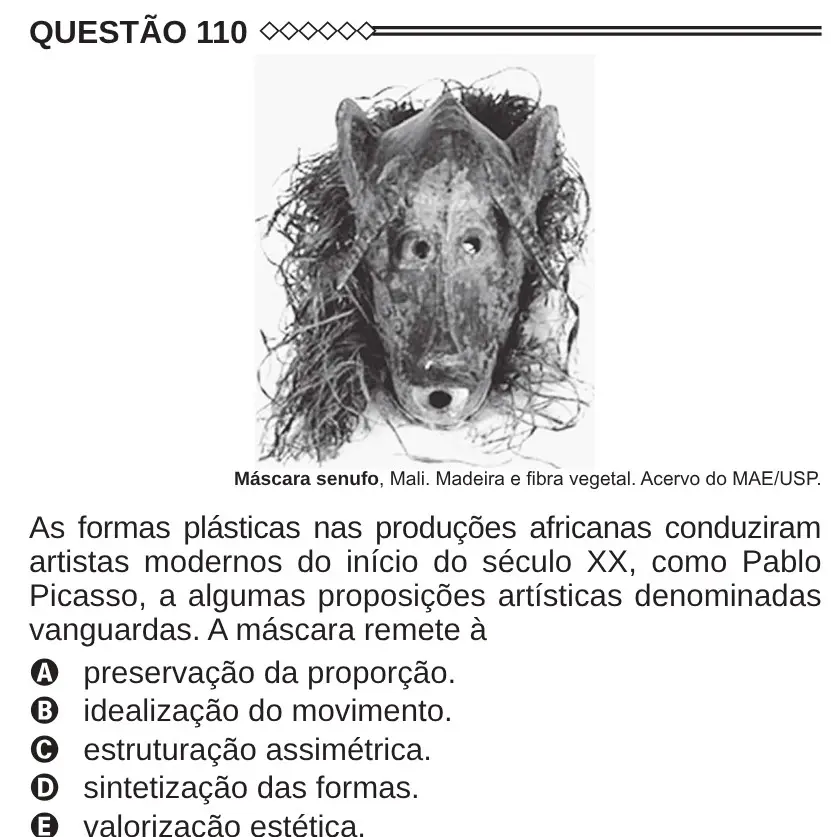 QUESTÃO 110
Máscara senufo, Mali. Madeira e fibra vegetal. Acervo do MAE/USP.
As formas plásticas nas produções africanas conduziram
artistas modernos do início do século XX, como Pablo
Picasso, a algumas proposições artísticas denominadas
vanguardas. A máscara remete à
A preservação da proporção.
B idealização do movimento.
C estruturação assimétrica.
D sintetização das formas.
E valorização estética.